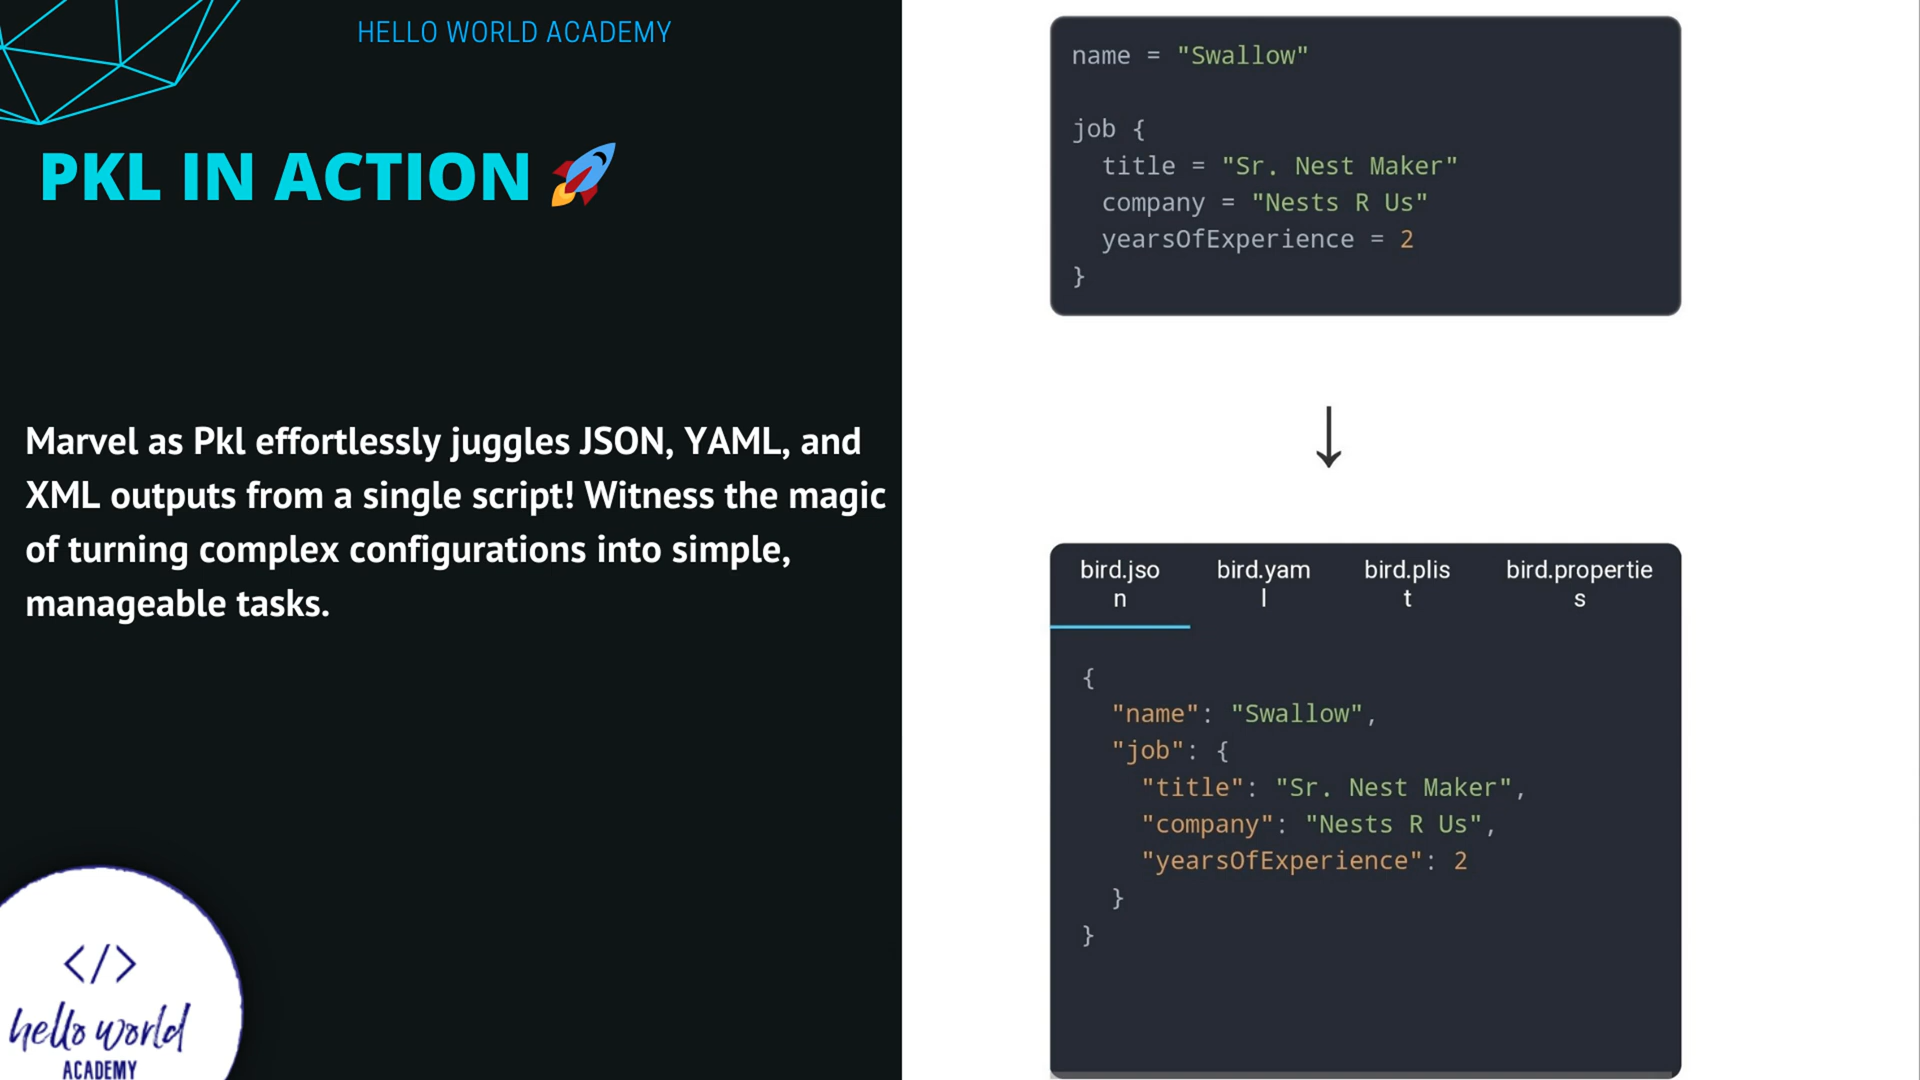 HELLO WORLD ACADEMY
PKL IN ACTION
Marvel as Pkl effortlessly juggles JSON, YAML, and
XML outputs from a single script! Witness the magic
of turning complex configurations into simple,
manageable tasks.
</>
hello world
ACADEMY
name = "Swallow"
job {
  title = "Sr. Nest Maker"
  company = "Nests R Us"
  yearsOfExperience = 2
}
bird.jso bird.yam bird.plis bird.propertie
n l t s
{
  "name": "Swallow",
  "job": {
    "title": "Sr. Nest Maker",
    "company": "Nests R Us",
    "yearsOfExperience": 2
  }
}